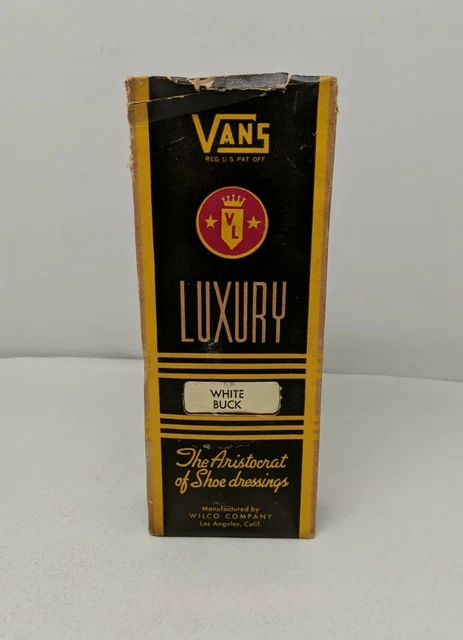 VANS
REG. U.S. PAT. OFF.
VL
LUXURY
WHITE
BUCK
The Aristocrat
of Shoe dressings
Manufactured by
WILCO COMPANY
Los Angeles, Calif.